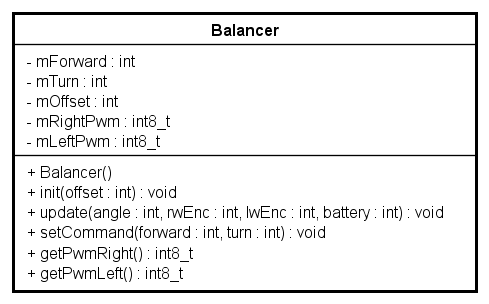 Balancer
- mForward : int
- mTurn : int
- mOffset : int
- mRightPwm : int8_t
- mLeftPwm : int8_t
+ Balancer()
+ init(offset : int) : void
+ update(angle : int, rwEnc : int, lwEnc : int, battery : int) : void
+ setCommand(forward : int, turn : int) : void
+ getPwmRight() : int8_t
+ getPwmLeft() : int8_t